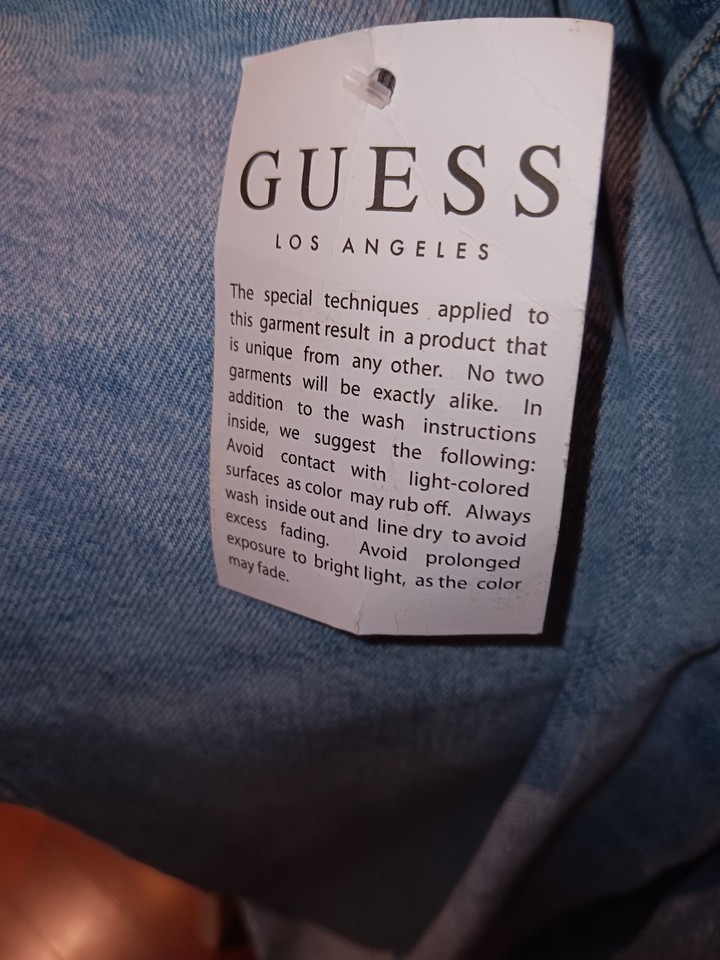 GUESS
LOS ANGELES
The special techniques applied to
this garment result in a product that
is unique from any other. No two
garments will be exactly alike. In
addition to the wash instructions
inside, we suggest the following:
Avoid contact with light-colored
surfaces as color may rub off. Always
wash inside out and line dry to avoid
excess fading. Avoid prolonged
exposure to bright light, as the color
may fade.